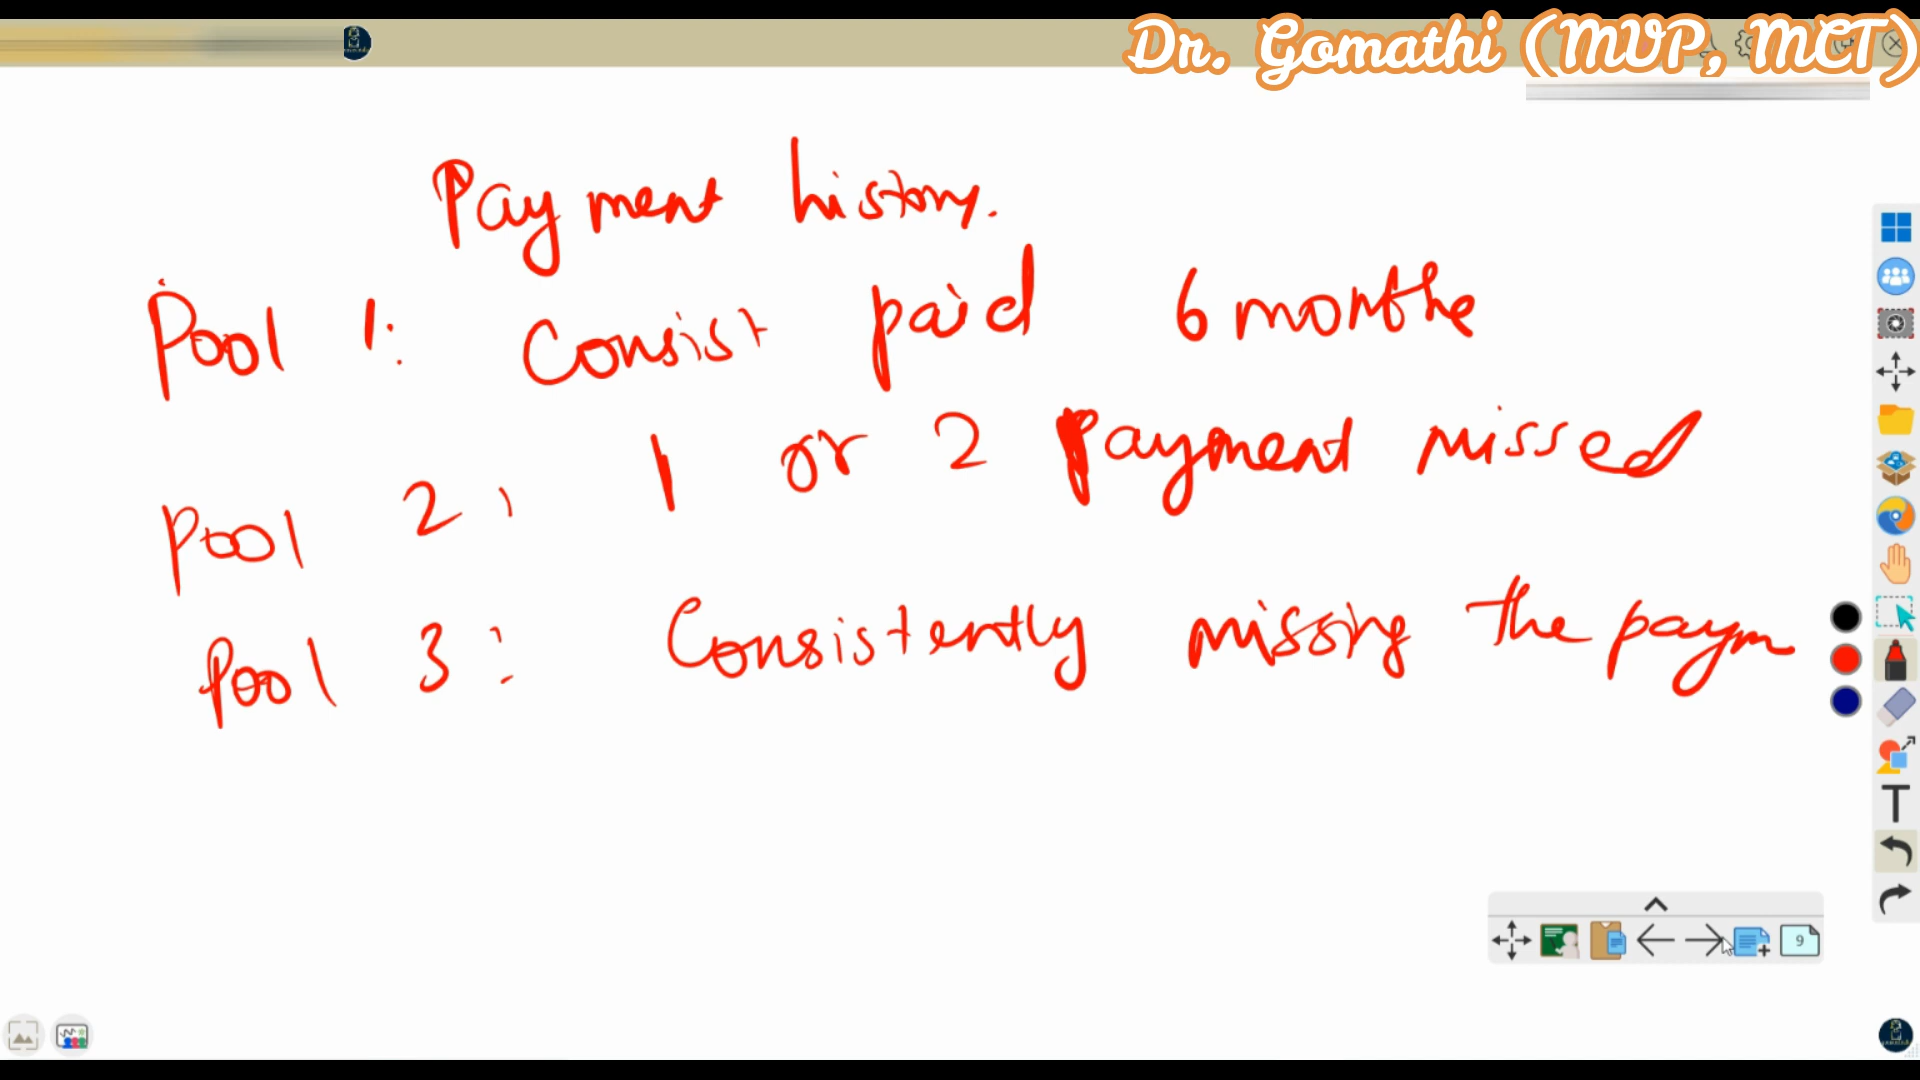 Dr. Gomathi (MVP, MCT)
Payment history.
Pool 1: Consist paid 6 months
Pool 2, 1 or 2 Payment missed
Pool 3: Consistently missing the paym
T
9